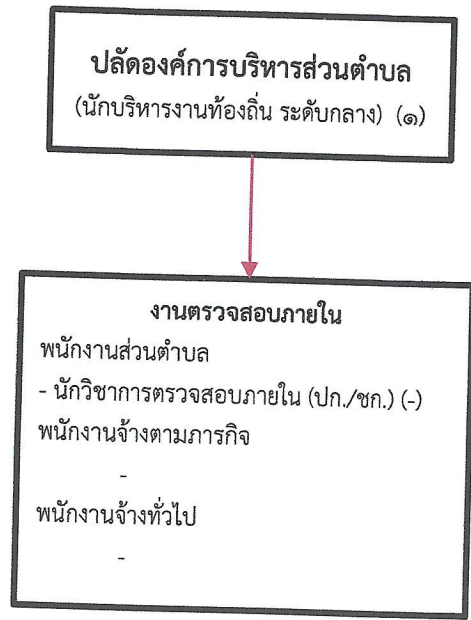 ปลัดองค์การบริหารส่วนตำบล
(นักบริหารงานท้องถิ่น ระดับกลาง) (๑)
งานตรวจสอบภายใน
พนักงานส่วนตำบล
- นักวิชาการตรวจสอบภายใน (ปก./ชก.) (-)
พนักงานจ้างตามภารกิจ
-
พนักงานจ้างทั่วไป
-